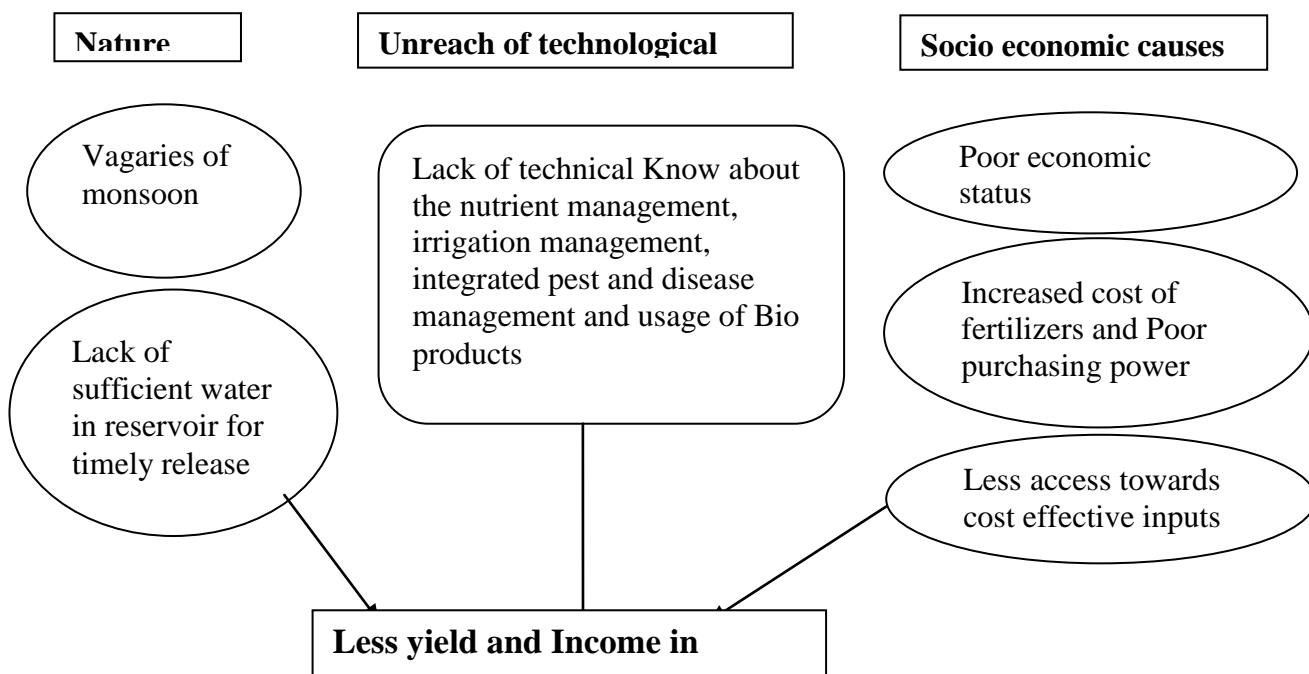 Nature
Unreach of technological
Socio economic causes
Vagaries of
monsoon
Lack of
sufficient water
in reservoir for
timely release
Lack of technical Know about
the nutrient management,
irrigation management,
integrated pest and disease
management and usage of Bio
products
Poor economic
status
Increased cost of
fertilizers and Poor
purchasing power
Less access towards
cost effective inputs
Less yield and Income in